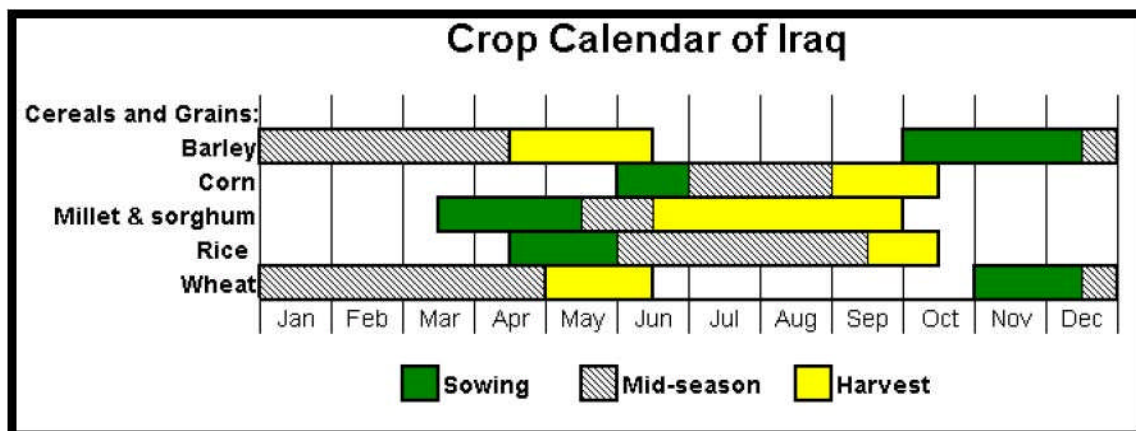 Crop Calendar of Iraq
Cereals and Grains:
Barley
Corn
Millet & sorghum
Rice
Wheat
Jan Feb Mar Apr May Jun Jul Aug Sep Oct Nov Dec
Sowing Mid-season Harvest